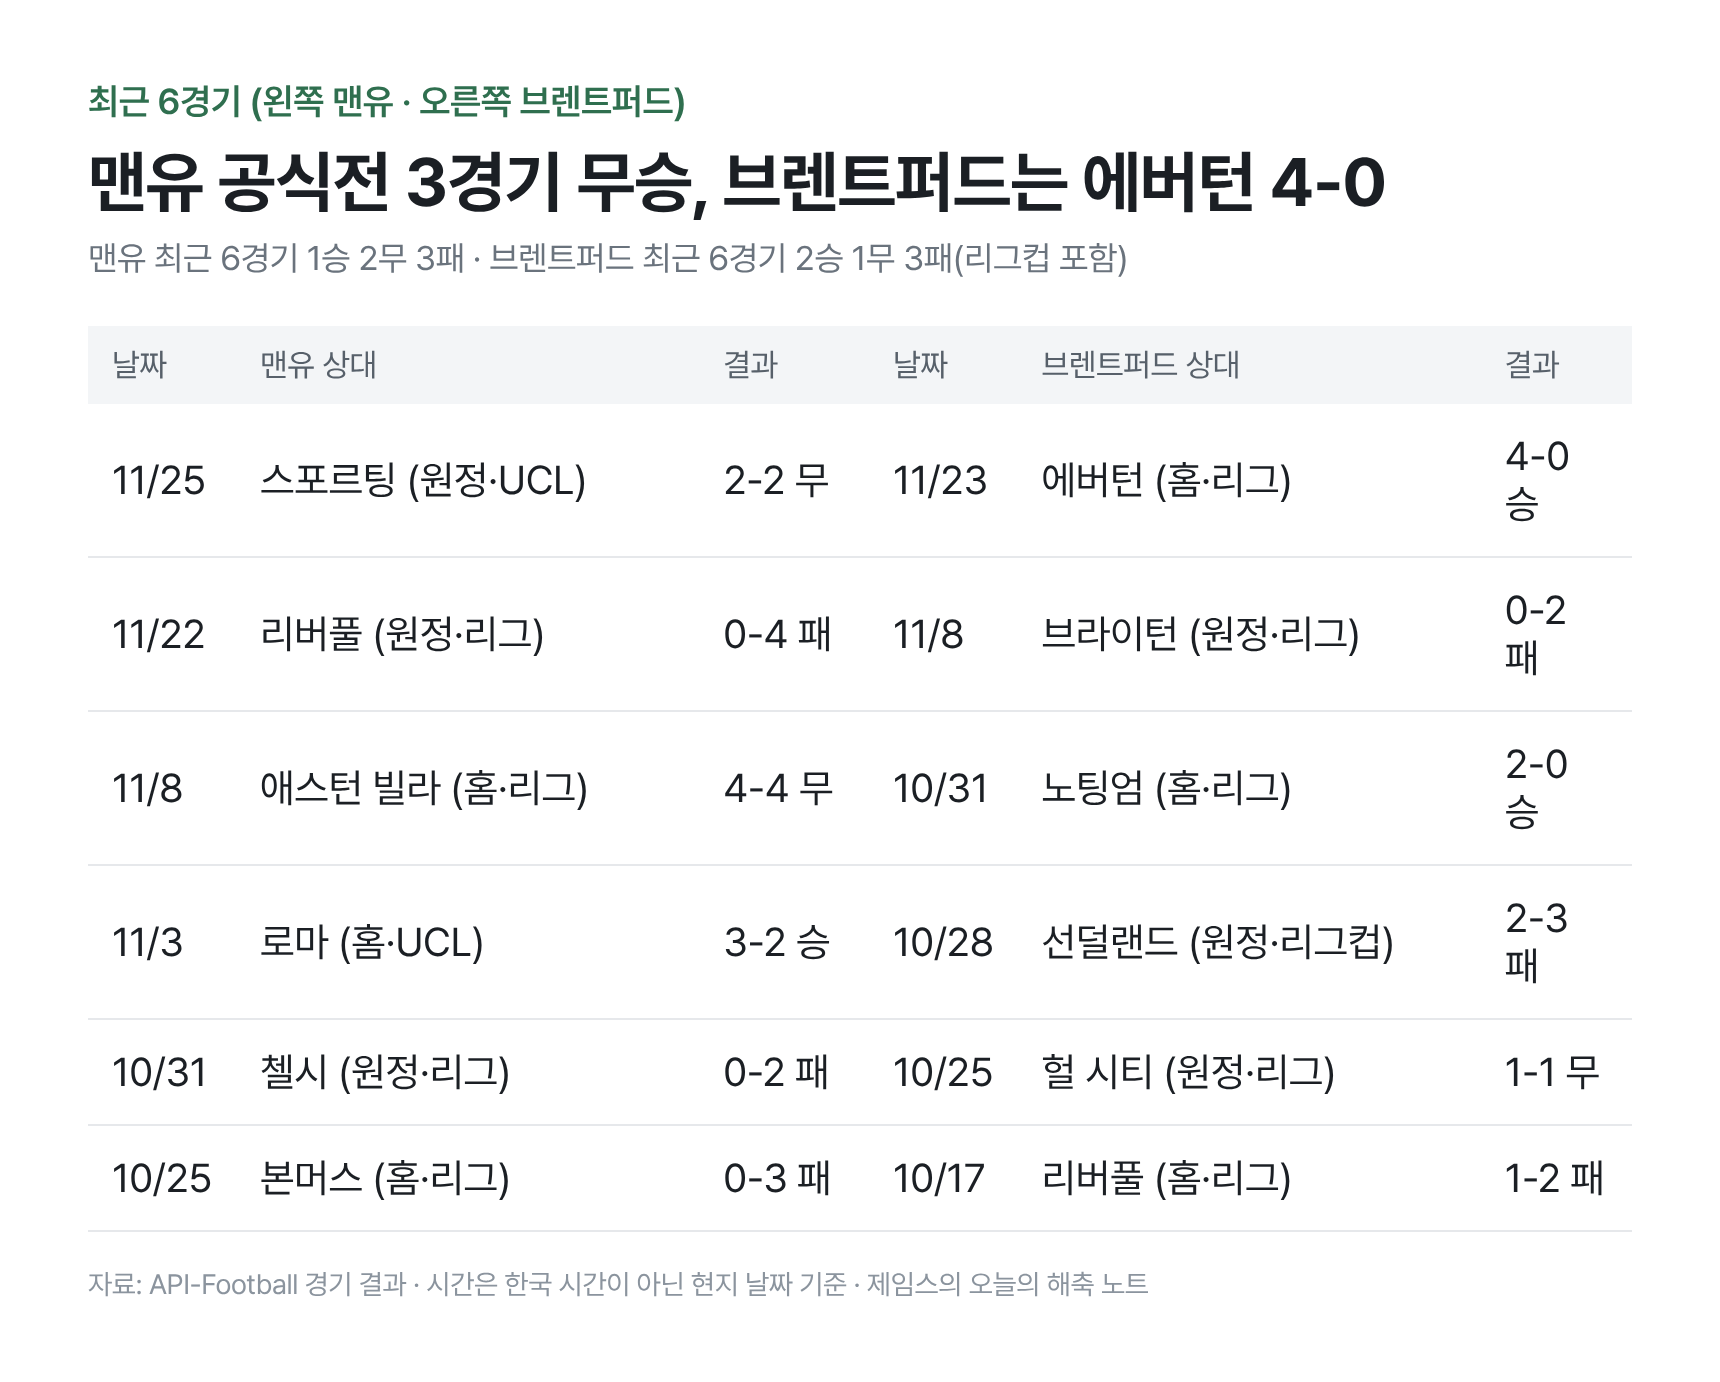 최근 6경기 (왼쪽 맨유 · 오른쪽 브렌트퍼드)
맨유 공식전 3경기 무승, 브렌트퍼드는 에버턴 4-0
맨유 최근 6경기 1승 2무 3패 · 브렌트퍼드 최근 6경기 2승 1무 3패(리그컵 포함)
날짜 맨유 상대 결과 날짜 브렌트퍼드 상대 결과
11/25 스포르팅 (원정·UCL) 2-2 무 11/23 에버턴 (홈·리그) 4-0 승
11/22 리버풀 (원정·리그) 0-4 패 11/8 브라이턴 (원정·리그) 0-2 패
11/8 애스턴 빌라 (홈·리그) 4-4 무 10/31 노팅엄 (홈·리그) 2-0 승
11/3 로마 (홈·UCL) 3-2 승 10/28 선덜랜드 (원정·리그컵) 2-3 패
10/31 첼시 (원정·리그) 0-2 패 10/25 헐 시티 (원정·리그) 1-1 무
10/25 본머스 (홈·리그) 0-3 패 10/17 리버풀 (홈·리그) 1-2 패
자료: API-Football 경기 결과 · 시간은 한국 시간이 아닌 현지 날짜 기준 · 제임스의 오늘의 해축 노트